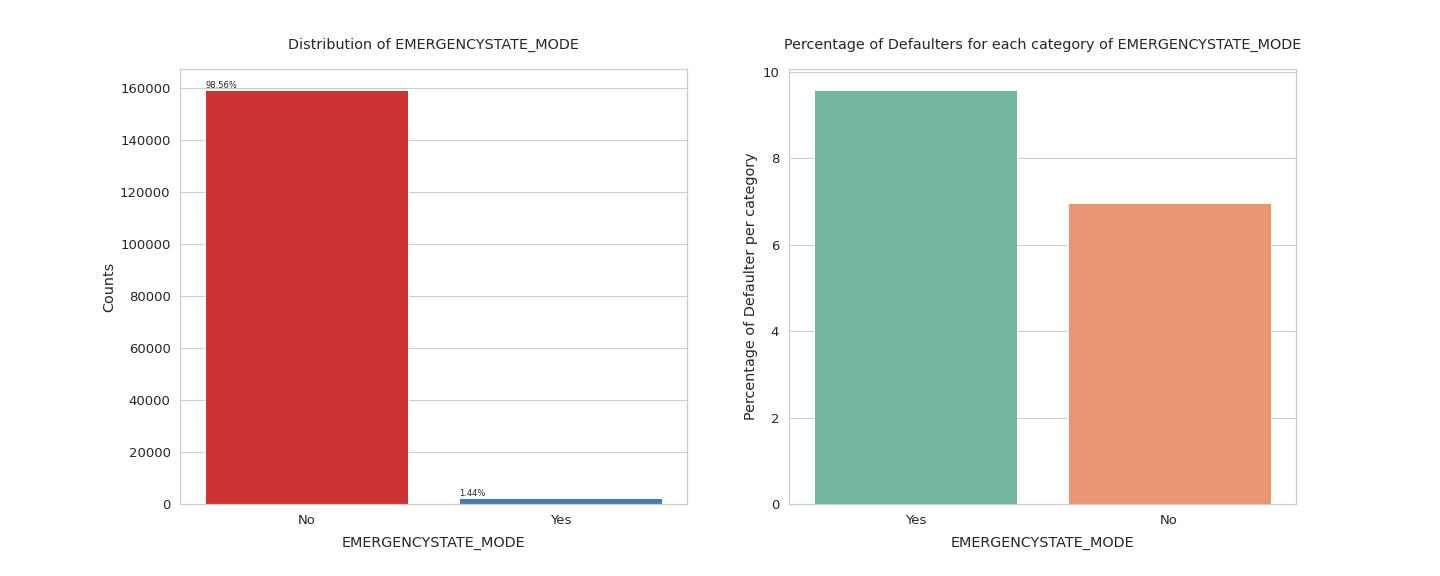 Distribution of EMERGENCYSTATE_MODE
Counts
160000
140000
120000
100000
80000
60000
40000
20000
0
98.56%
1.44%
No
Yes
EMERGENCYSTATE_MODE
Percentage of Defaulters for each category of EMERGENCYSTATE_MODE
Percentage of Defaulter per category
10
8
6
4
2
0
Yes
No
EMERGENCYSTATE_MODE